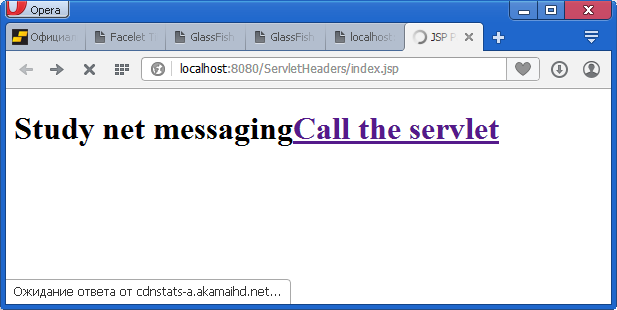 Opera
Официал Facelet T GlassFish GlassFish localhost JSP P
localhost:8080/ServletHeaders/index.jsp
Study net messagingCall the servlet
Ожидание ответа от cdnstats-a.akamaihd.net...